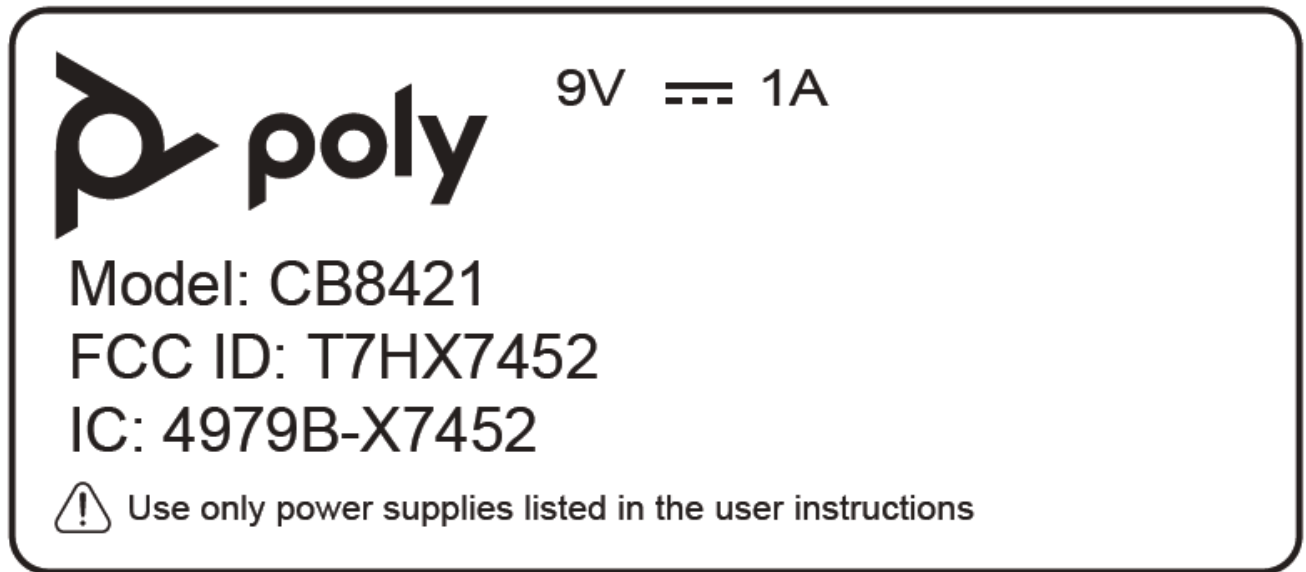 poly
9V ⎓ 1A
Model: CB8421
FCC ID: T7HX7452
IC: 4979B-X7452
Use only power supplies listed in the user instructions